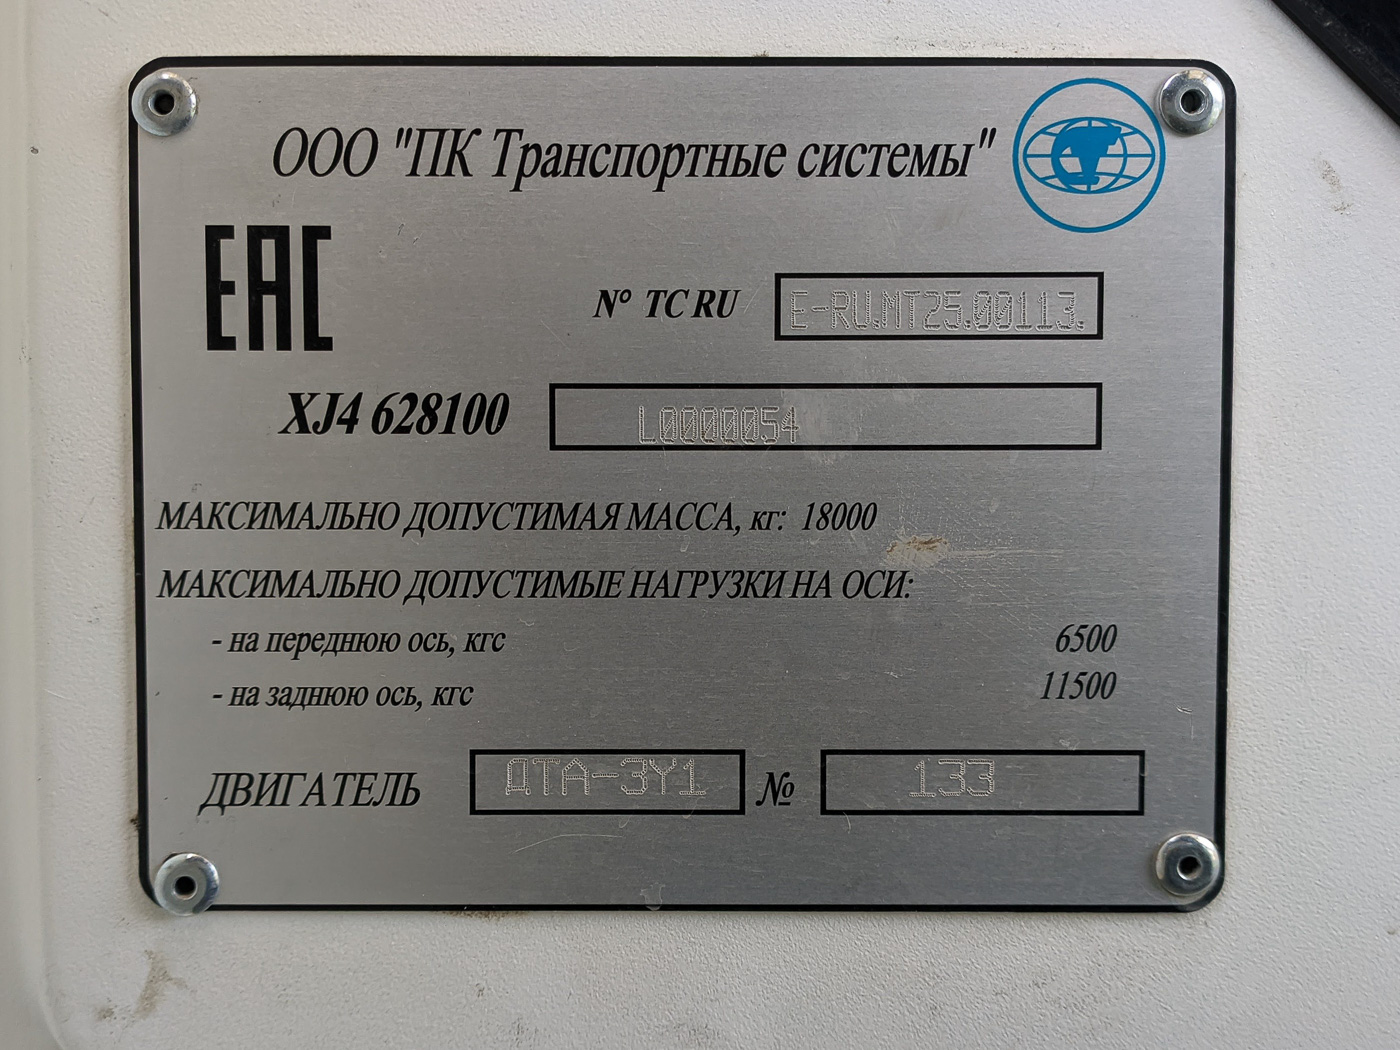 ООО "ПК Транспортные системы"
ЕАС
№ ТС RU E-RU.MT25.00113.
XJ4 628100 L0000054
МАКСИМАЛЬНО ДОПУСТИМАЯ МАССА, кг: 18000
МАКСИМАЛЬНО ДОПУСТИМЫЕ НАГРУЗКИ НА ОСИ:
- на переднюю ось, кгс 6500
- на заднюю ось, кгс 11500
ДВИГАТЕЛЬ ДТА-3У1 № 133